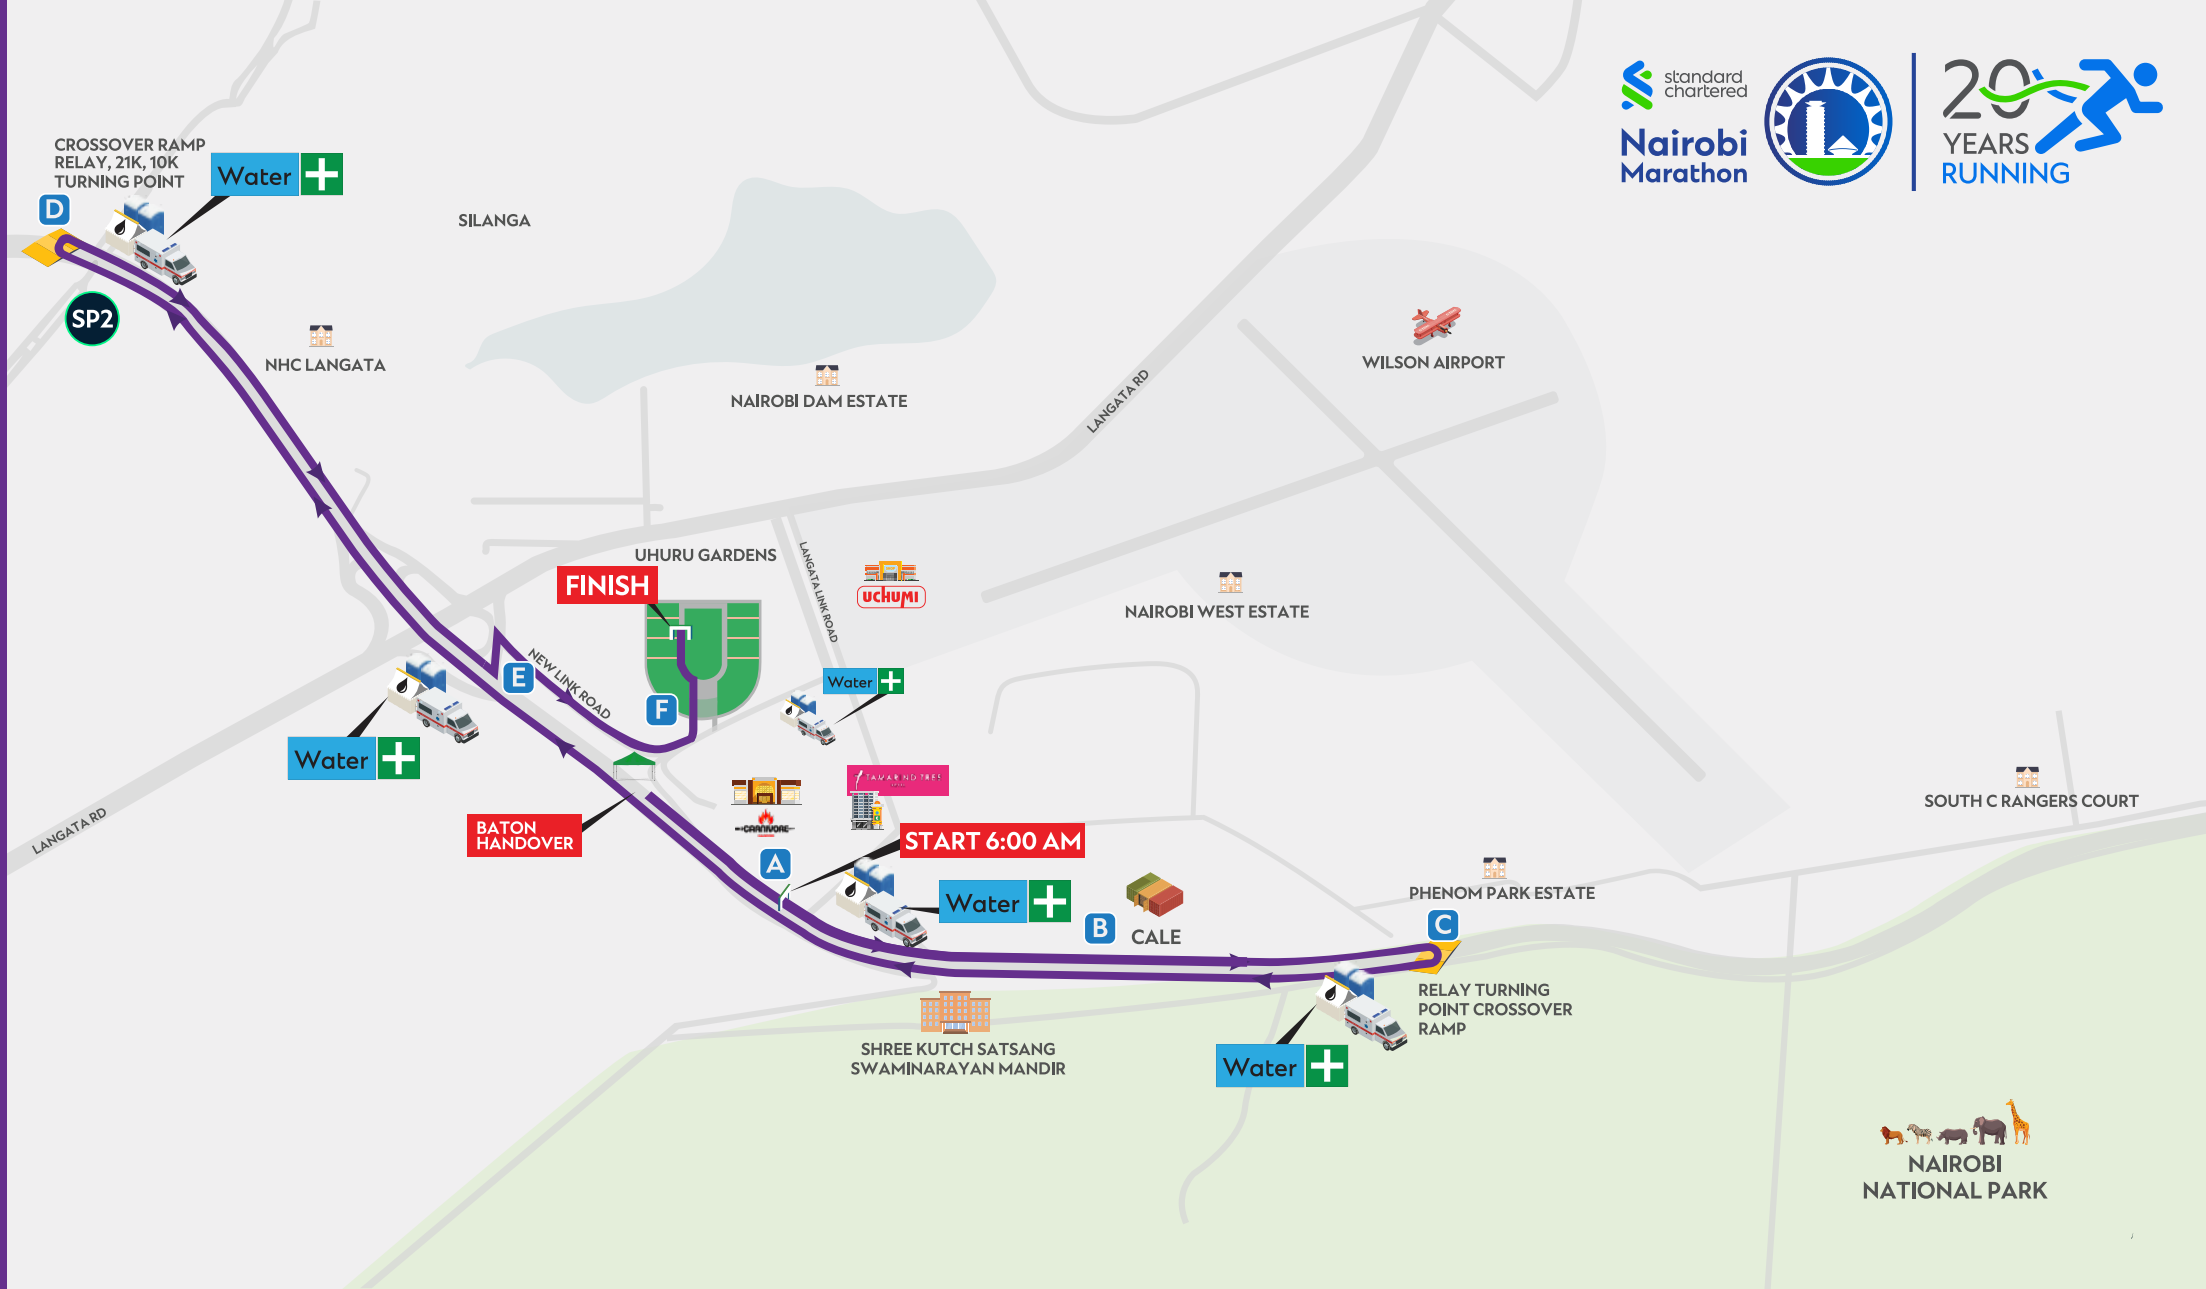 standard
chartered
Nairobi
Marathon
20
YEARS
RUNNING
CROSSOVER RAMP
RELAY, 21K, 10K
TURNING POINT
Water
D
SP2
SILANGA
NHC LANGATA
NAIROBI DAM ESTATE
WILSON AIRPORT
LANGATA RD
UHURU GARDENS
FINISH
LANGATA LINK ROAD
UCHUMI
NAIROBI WEST ESTATE
E
NEW LINK ROAD
F
Water
Water
TAMARIND TREE
BATON
HANDOVER
CARNIVORE
START 6:00 AM
A
LANGATA RD
SOUTH C RANGERS COURT
Water
B
CALE
PHENOM PARK ESTATE
C
RELAY TURNING
POINT CROSSOVER
RAMP
SHREE KUTCH SATSANG
SWAMINARAYAN MANDIR
Water
NAIROBI
NATIONAL PARK